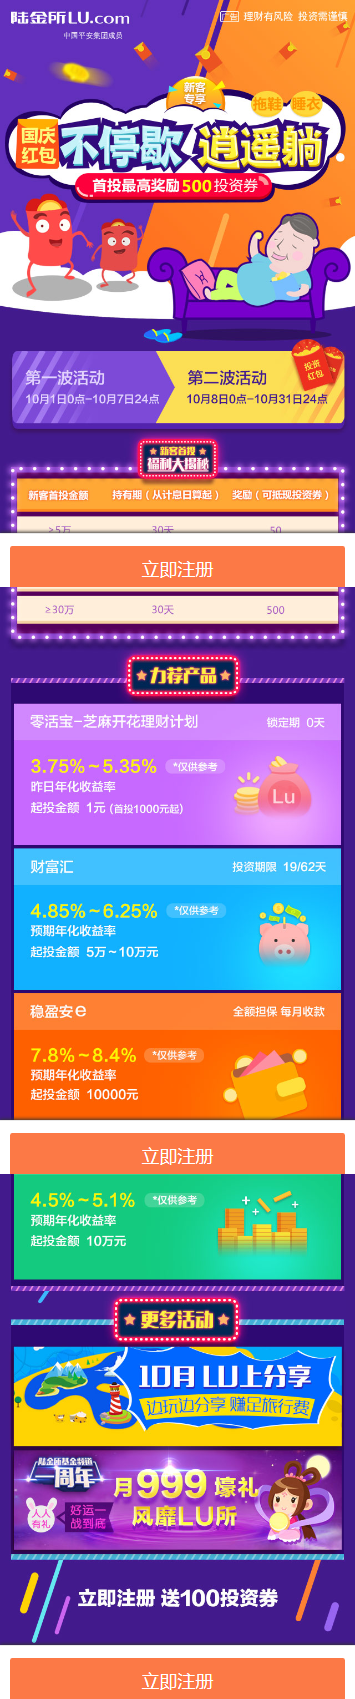 陆金所LU.com
中国平安集团成员
广告 理财有风险 投资需谨慎
新客专享
国庆红包 不停歇
拖鞋 睡衣
逍遥躺
首投最高奖励500投资券
第一波活动
10月1日0点-10月7日24点
第二波活动
10月8日0点-10月31日24点
投资红包
新客首投
福利大揭秘
新客首投金额 持有期（从计息日算起） 奖励（可抵现投资券）
≥5万 30天 50
立即注册
≥30万 30天 500
力荐产品
零活宝-芝麻开花理财计划 锁定期 0天
3.75%~5.35% *仅供参考
昨日年化收益率
起投金额 1元 (首投1000元起)
Lu
财富汇 投资期限 19/62天
4.85%~6.25% *仅供参考
预期年化收益率
起投金额 5万~10万元
稳盈安e 全额担保 每月收款
7.8%~8.4% *仅供参考
预期年化收益率
起投金额 10000元
立即注册
4.5%~5.1% *仅供参考
预期年化收益率
起投金额 10万元
更多活动
10月LU上分享
边玩边分享 赚足旅行费
陆金所基金频道
一周年
人人有礼
好运一战到底
月999壕礼
风靡LU所
立即注册 送100投资券
立即注册